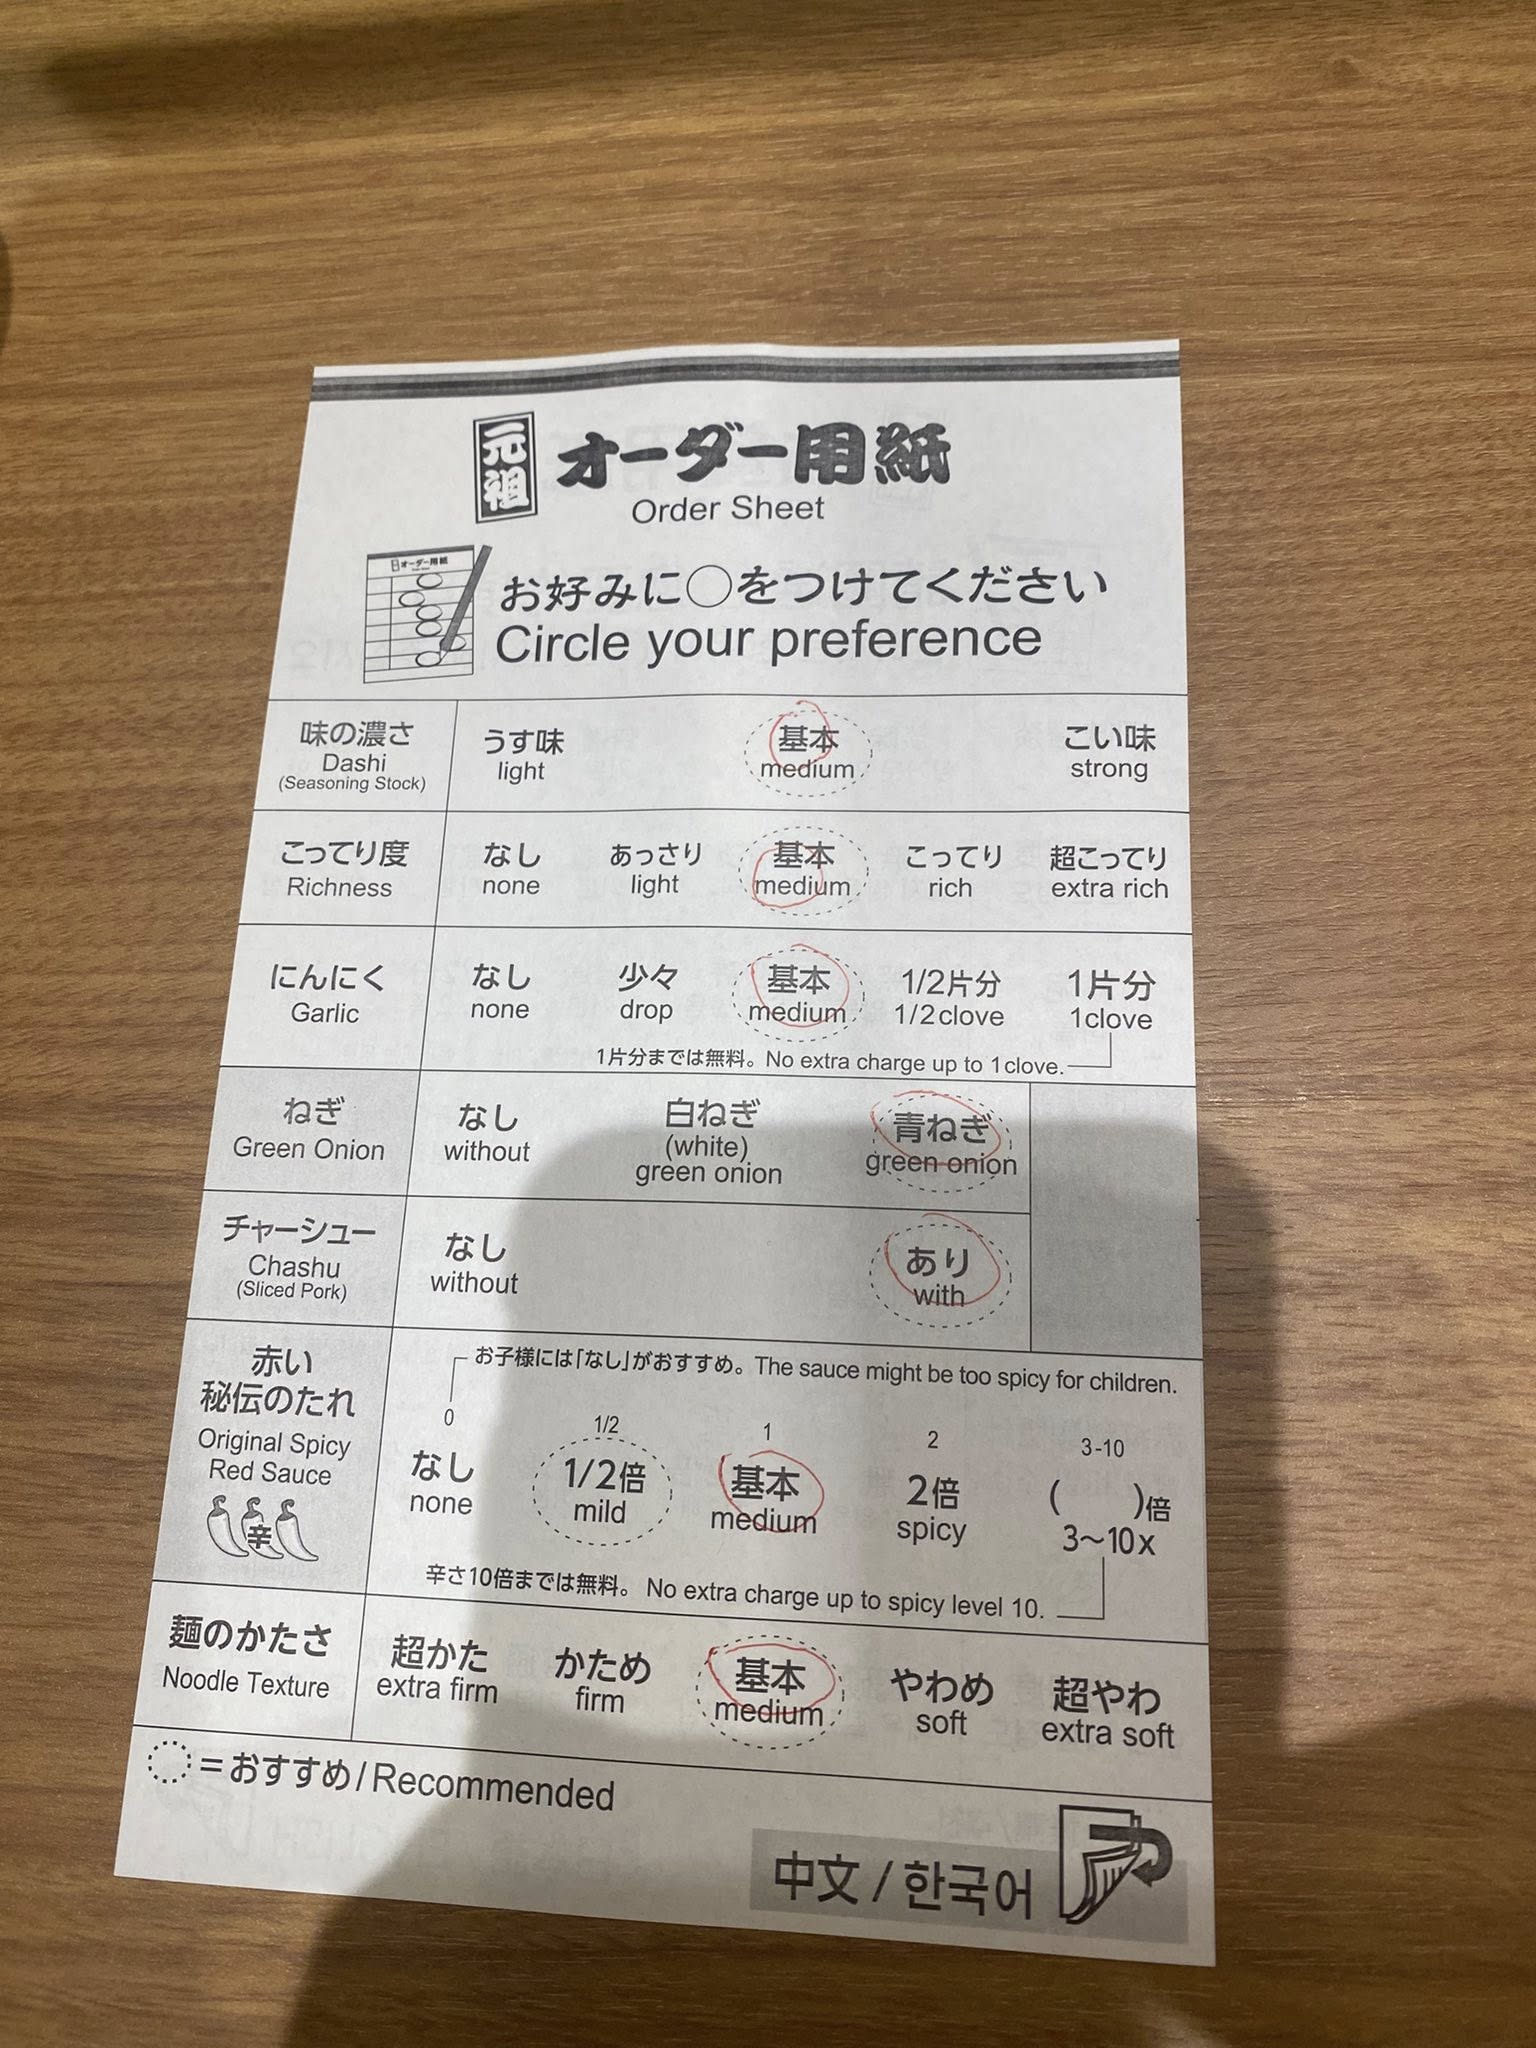 元祖 オーダー用紙
Order Sheet
オーダー用紙
お好みに○をつけてください
Circle your preference
味の濃さ
Dashi
(Seasoning Stock)
うす味
light
基本
medium
こい味
strong
こってり度
Richness
なし
none
あっさり
light
基本
medium
こってり
rich
超こってり
extra rich
にんにく
Garlic
なし
none
少々
drop
基本
medium
1/2片分
1/2clove
1片分
1clove
1片分までは無料。No extra charge up to 1clove.
ねぎ
Green Onion
なし
without
白ねぎ
(white)
green onion
青ねぎ
green onion
チャーシュー
Chashu
(Sliced Pork)
なし
without
あり
with
赤い
秘伝のたれ
Original Spicy
Red Sauce
辛
お子様には「なし」がおすすめ。The sauce might be too spicy for children.
0
なし
none
1/2
1/2倍
mild
1
基本
medium
2
2倍
spicy
3-10
( )倍
3～10x
辛さ10倍までは無料。No extra charge up to spicy level 10.
麺のかたさ
Noodle Texture
超かた
extra firm
かため
firm
基本
medium
やわめ
soft
超やわ
extra soft
=おすすめ/Recommended
中文/한국어